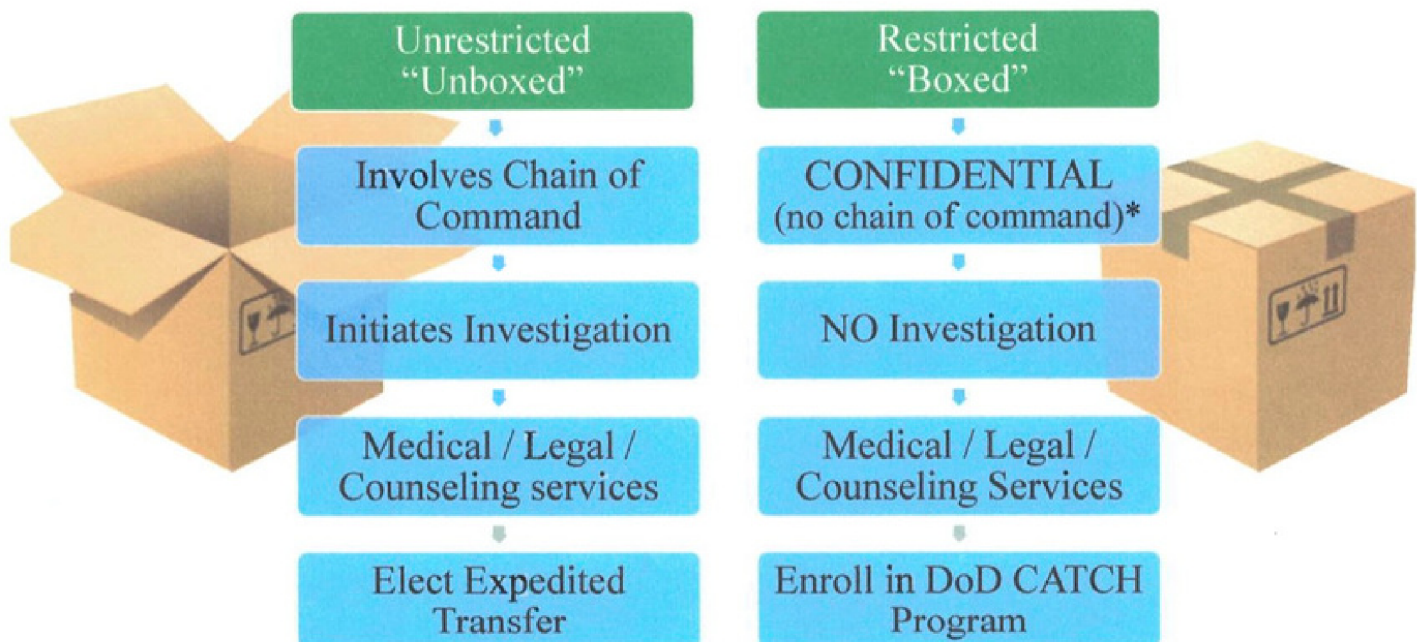 Unrestricted
“Unboxed”
Involves Chain of
Command
Initiates Investigation
Medical / Legal /
Counseling services
Elect Expedited
Transfer
Restricted
“Boxed”
CONFIDENTIAL
(no chain of command)*
NO Investigation
Medical / Legal /
Counseling Services
Enroll in DoD CATCH
Program